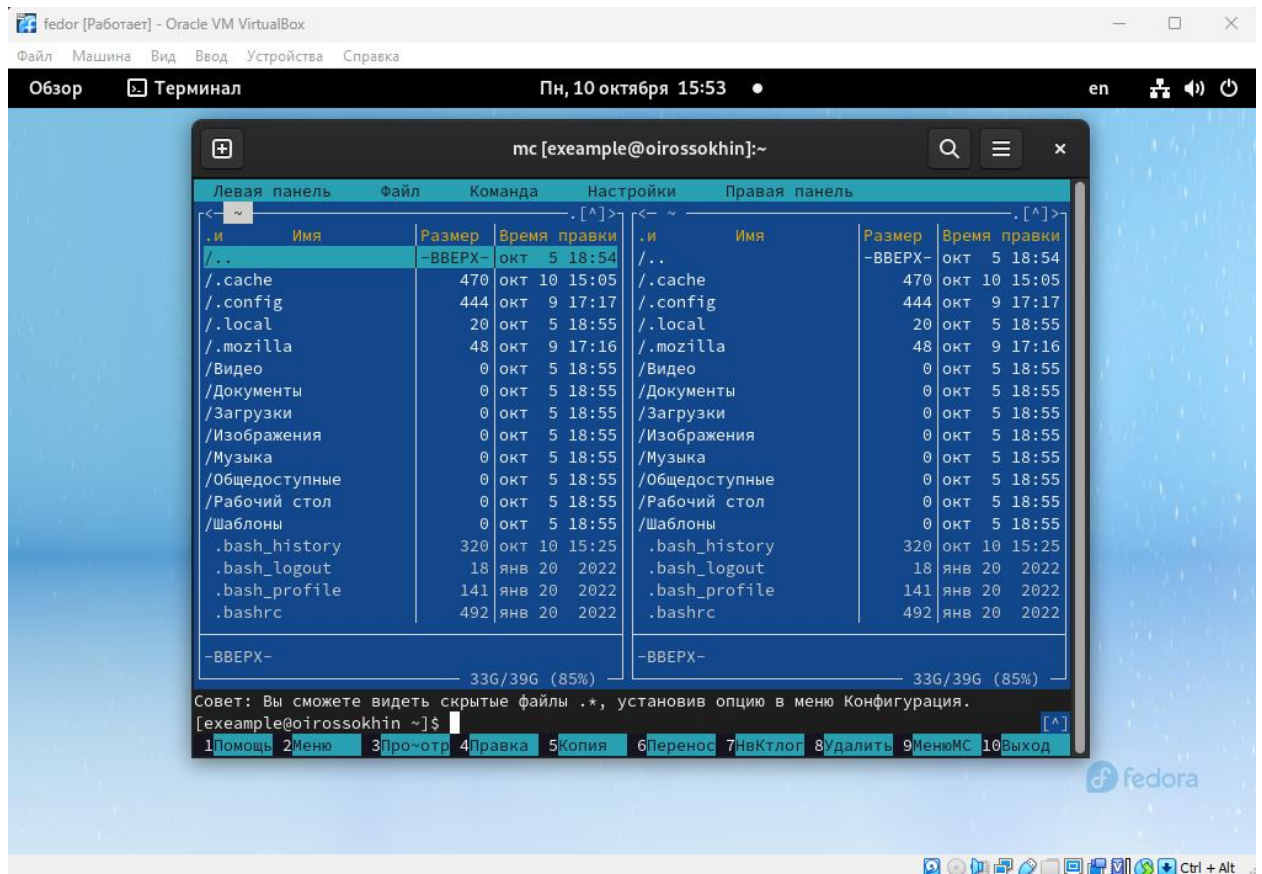 fedor [Работает] - Oracle VM VirtualBox
Файл Машина Вид Ввод Устройства Справка
Обзор Терминал Пн, 10 октября 15:53 en
mc [exeample@oirossokhin]:~
Левая панель Файл Команда Настройки Правая панель
<— ~ .[^]> <— ~ .[^]>
.и Имя Размер Время правки .и Имя Размер Время правки
/.. -ВВЕРХ- окт 5 18:54 /.. -ВВЕРХ- окт 5 18:54
/.cache 470 окт 10 15:05 /.cache 470 окт 10 15:05
/.config 444 окт 9 17:17 /.config 444 окт 9 17:17
/.local 20 окт 5 18:55 /.local 20 окт 5 18:55
/.mozilla 48 окт 9 17:16 /.mozilla 48 окт 9 17:16
/Видео 0 окт 5 18:55 /Видео 0 окт 5 18:55
/Документы 0 окт 5 18:55 /Документы 0 окт 5 18:55
/Загрузки 0 окт 5 18:55 /Загрузки 0 окт 5 18:55
/Изображения 0 окт 5 18:55 /Изображения 0 окт 5 18:55
/Музыка 0 окт 5 18:55 /Музыка 0 окт 5 18:55
/Общедоступные 0 окт 5 18:55 /Общедоступные 0 окт 5 18:55
/Рабочий стол 0 окт 5 18:55 /Рабочий стол 0 окт 5 18:55
/Шаблоны 0 окт 5 18:55 /Шаблоны 0 окт 5 18:55
.bash_history 320 окт 10 15:25 .bash_history 320 окт 10 15:25
.bash_logout 18 янв 20 2022 .bash_logout 18 янв 20 2022
.bash_profile 141 янв 20 2022 .bash_profile 141 янв 20 2022
.bashrc 492 янв 20 2022 .bashrc 492 янв 20 2022
-ВВЕРХ- -ВВЕРХ-
33G/39G (85%) 33G/39G (85%)
Совет: Вы сможете видеть скрытые файлы .*, установив опцию в меню Конфигурация.
[exeample@oirossokhin ~]$ [^]
1Помощь 2Меню 3Про~отр 4Правка 5Копия 6Перенос 7НвКтлог 8Удалить 9МенюMC 10Выход
fedora
Ctrl + Alt